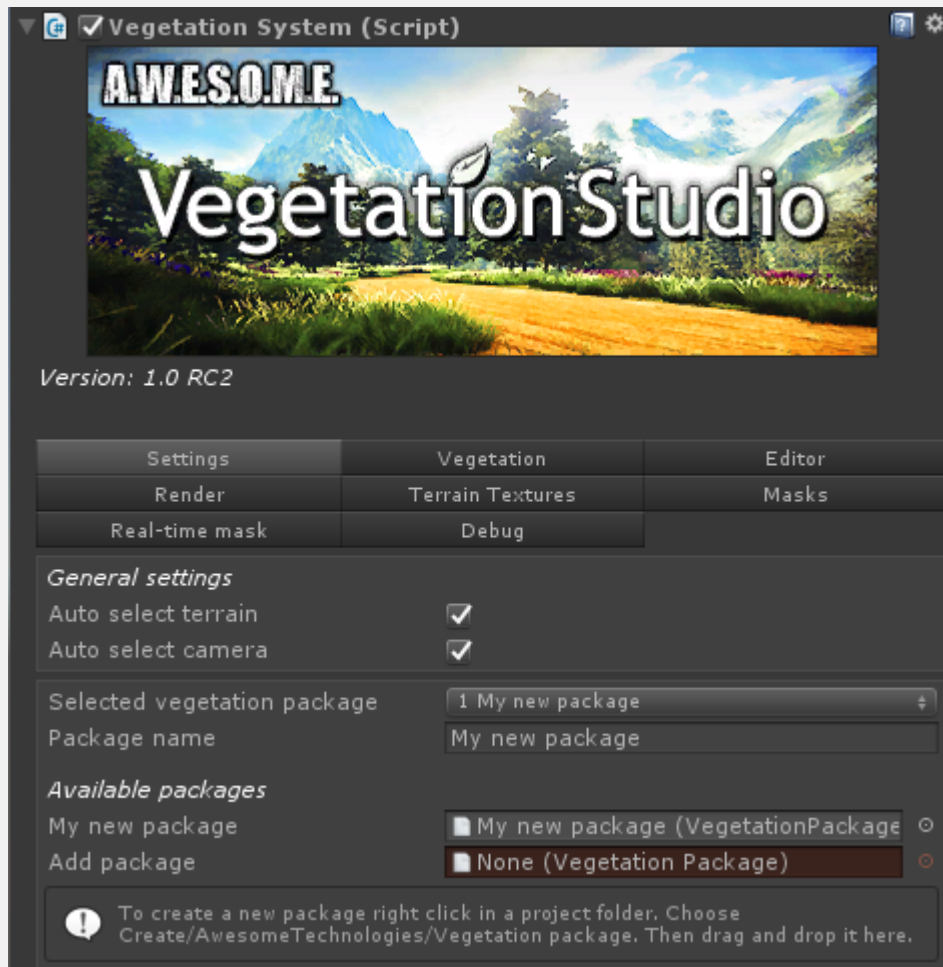 Vegetation System (Script)
A.W.E.S.O.M.E.
VegetationStudio
Version: 1.0 RC2
Settings Vegetation Editor
Render Terrain Textures Masks
Real-time mask Debug
General settings
Auto select terrain
Auto select camera
Selected vegetation package 1 My new package
Package name My new package
Available packages
My new package My new package (VegetationPackage
Add package None (Vegetation Package)
To create a new package right click in a project folder. Choose
Create/AwesomeTechnologies/Vegetation package. Then drag and drop it here.